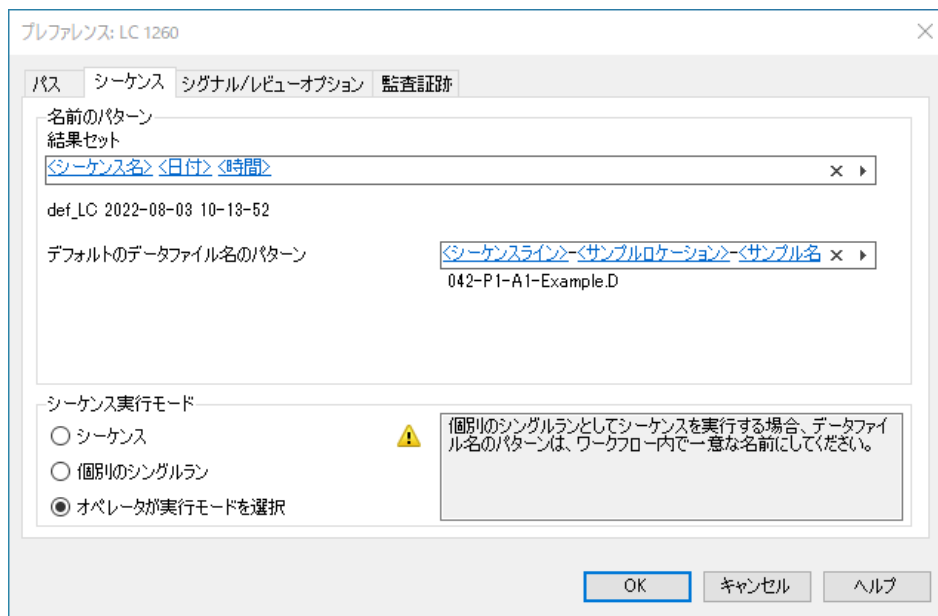 プレファレンス: LC 1260
パス シーケンス シグナル/レビューオプション 監査証跡
名前のパターン
結果セット
<シーケンス名> <日付> <時間>
def_LC 2022-08-03 10-13-52
デフォルトのデータファイル名のパターン <シーケンスライン>-<サンプルロケーション>-<サンプル名
042-P1-A1-Example.D
シーケンス実行モード
シーケンス
個別のシングルラン
オペレータが実行モードを選択
個別のシングルランとしてシーケンスを実行する場合、データファイ
ル名のパターンは、ワークフロー内で一意な名前にしてください。
OK キャンセル ヘルプ